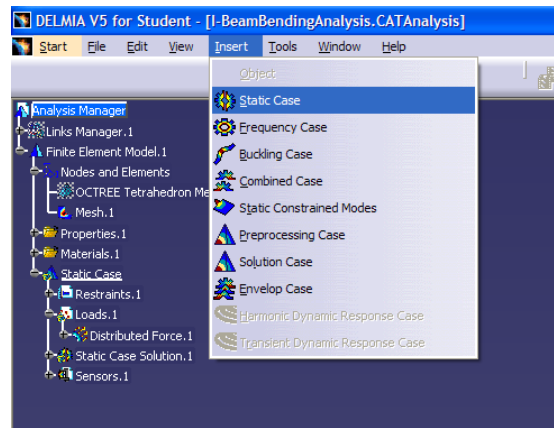 DELMIA V5 for Student - [I-BeamBendingAnalysis.CATAnalysis]
Start File Edit View Insert Tools Window Help
Object
Static Case
Frequency Case
Buckling Case
Combined Case
Static Constrained Modes
Preprocessing Case
Solution Case
Envelop Case
Harmonic Dynamic Response Case
Transient Dynamic Response Case
Analysis Manager
Links Manager.1
Finite Element Model.1
Nodes and Elements
OCTREE Tetrahedron Me
Mesh.1
Properties.1
Materials.1
Static Case
Restraints.1
Loads.1
Distributed Force.1
Static Case Solution.1
Sensors.1